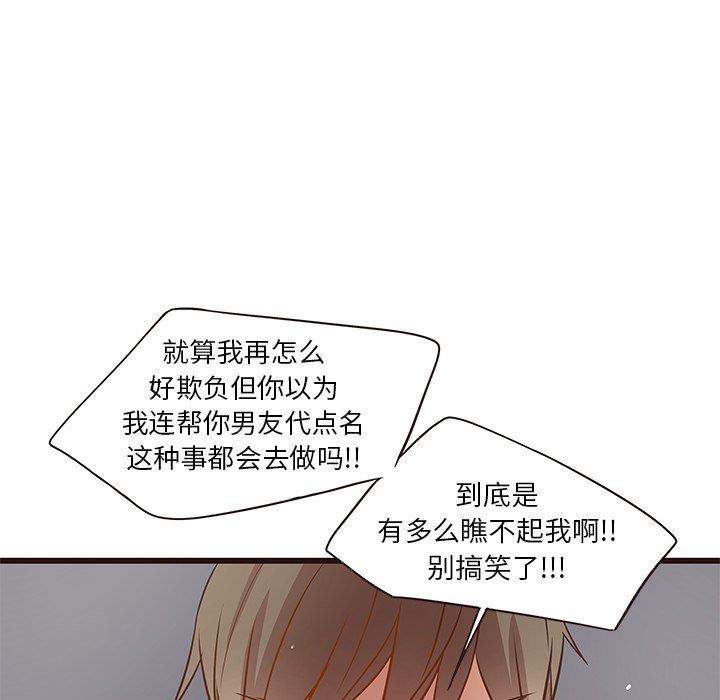 就算我再怎么
好欺负但你以为
我连帮你男友代点名
这种事都会去做吗!!
到底是
有多么瞧不起我啊!!
别搞笑了!!!